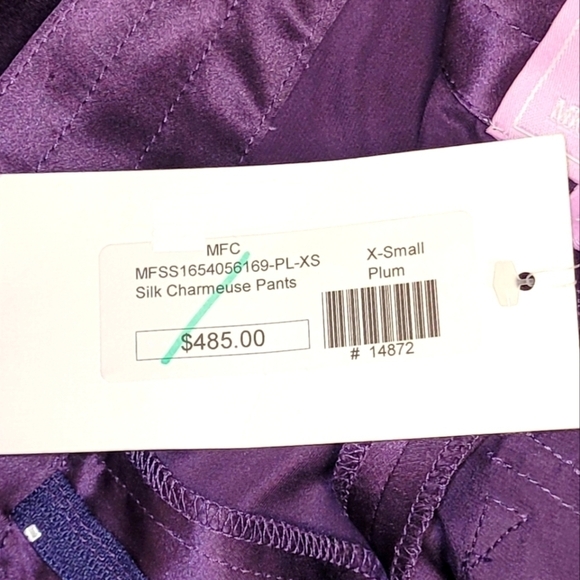 MFC
MFSS1654056169-PL-XS
Silk Charmeuse Pants
X-Small
Plum
$485.00
# 14872